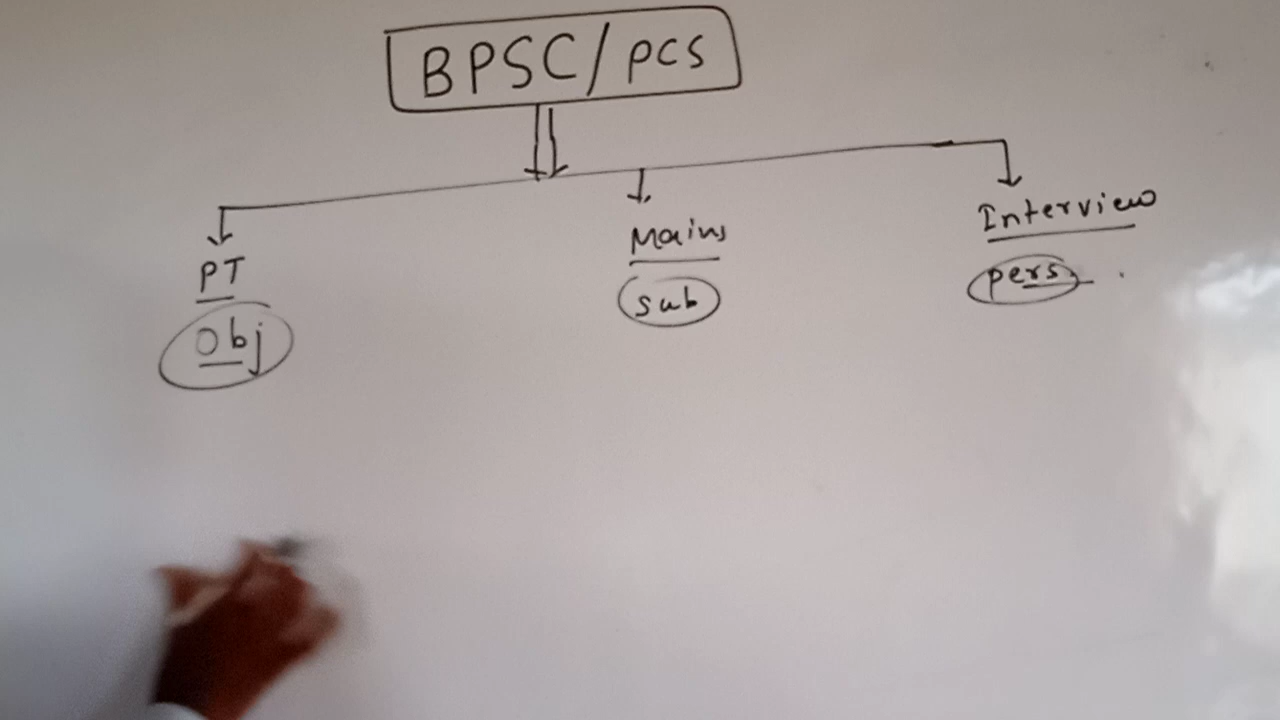 BPSC/PCS
PT
Mains
Interview
Obj
sub
pers.